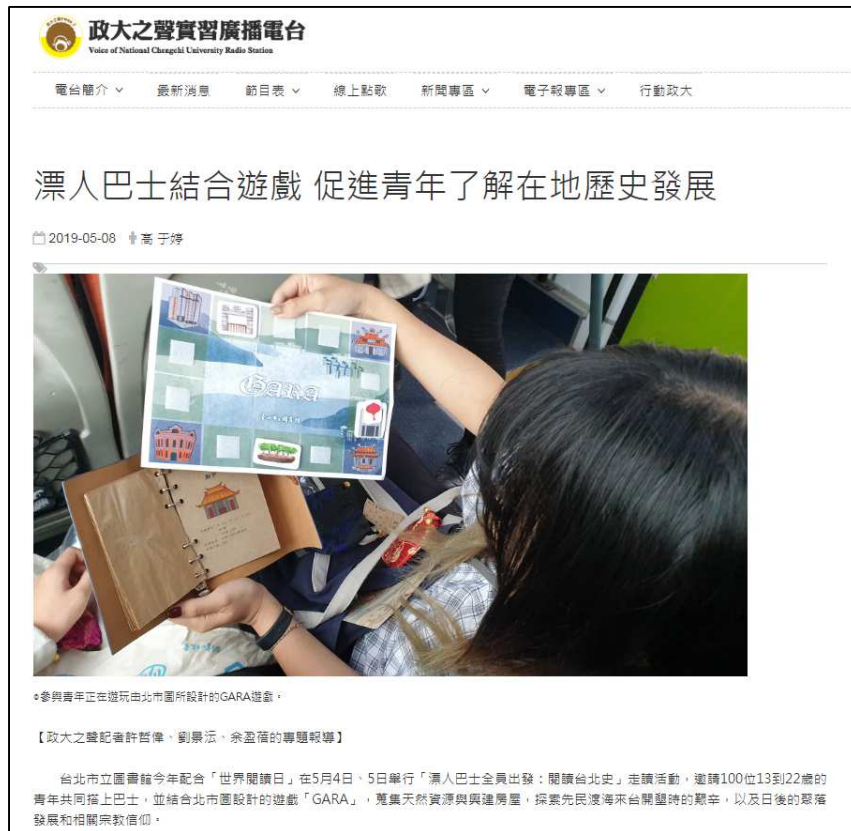 政大之聲實習廣播電台
Voice of National Chengchi University Radio Station
電台簡介 最新消息 節目表 線上點歌 新聞專區 電子報專區 行動政大
漂人巴士結合遊戲 促進青年了解在地歷史發展
2019-05-08 高 于婷
GARA
○參與青年正在遊玩由北市圖所設計的GARA遊戲。
【政大之聲記者許哲偉、劉景沄、余盈蓓的專題報導】
台北市立圖書館今年配合「世界閱讀日」在5月4日、5日舉行「漂人巴士全員出發：閱讀台北史」走讀活動，邀請100位13到22歲的
青年共同搭上巴士，並結合北市圖設計的遊戲「GARA」，蒐集天然資源與興建房屋，探索先民渡海來台開墾時的艱辛，以及日後的聚落
發展和相關宗教信仰。